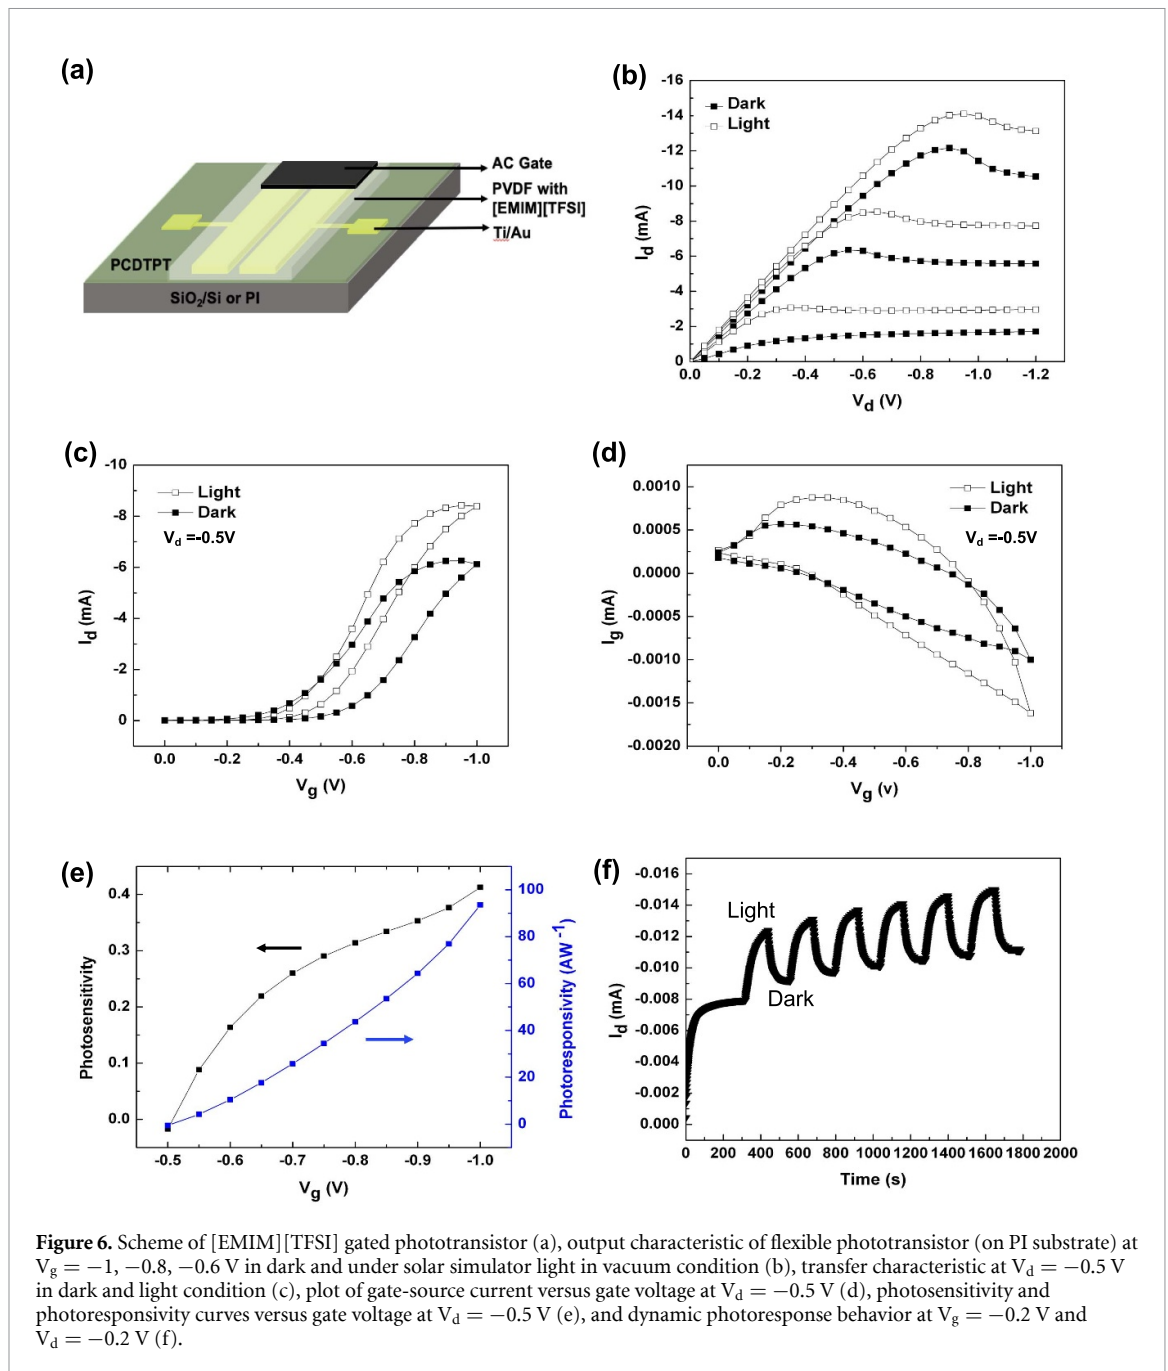 (a)
AC Gate
PVDF with
[EMIM][TFSI]
Ti/Au
PCDTPT
SiO2/Si or PI
(b)
-16
-14
-12
-10
-8
-6
-4
-2
0
Id (mA)
Dark
Light
0.0 -0.2 -0.4 -0.6 -0.8 -1.0 -1.2
Vd (V)
(c)
-10
-8
-6
-4
-2
0
Id (mA)
Light
Dark
Vd =-0.5V
0.0 -0.2 -0.4 -0.6 -0.8 -1.0
Vg (V)
(d)
0.0010
0.0005
0.0000
-0.0005
-0.0010
-0.0015
-0.0020
Ig (mA)
Light
Dark
Vd =-0.5V
0.0 -0.2 -0.4 -0.6 -0.8 -1.0
Vg (v)
(e)
0.4
0.3
0.2
0.1
0.0
Photosensitivity
100
80
60
40
20
0
Photoresponsivity (AW-1)
-0.5 -0.6 -0.7 -0.8 -0.9 -1.0
Vg (V)
(f)
-0.016
-0.014
-0.012
-0.010
-0.008
-0.006
-0.004
-0.002
0.000
Id (mA)
Light
Dark
0 200 400 600 800 1000 1200 1400 1600 1800 2000
Time (s)
Figure 6. Scheme of [EMIM][TFSI] gated phototransistor (a), output characteristic of flexible phototransistor (on PI substrate) at
Vg = −1, −0.8, −0.6 V in dark and under solar simulator light in vacuum condition (b), transfer characteristic at Vd = −0.5 V
in dark and light condition (c), plot of gate-source current versus gate voltage at Vd = −0.5 V (d), photosensitivity and
photoresponsivity curves versus gate voltage at Vd = −0.5 V (e), and dynamic photoresponse behavior at Vg = −0.2 V and
Vd = −0.2 V (f).